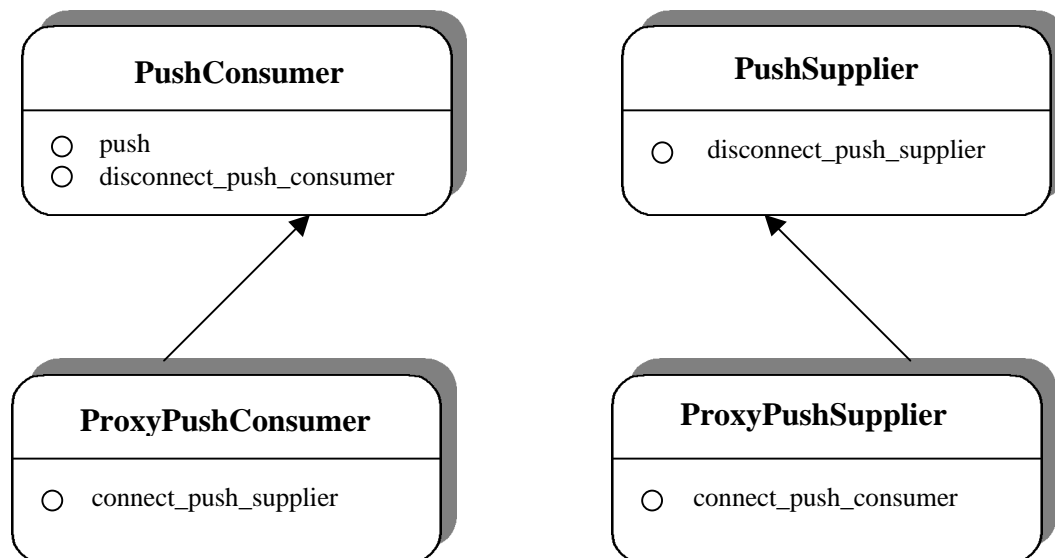 PushConsumer
push
disconnect_push_consumer
PushSupplier
disconnect_push_supplier
ProxyPushConsumer
connect_push_supplier
ProxyPushSupplier
connect_push_consumer